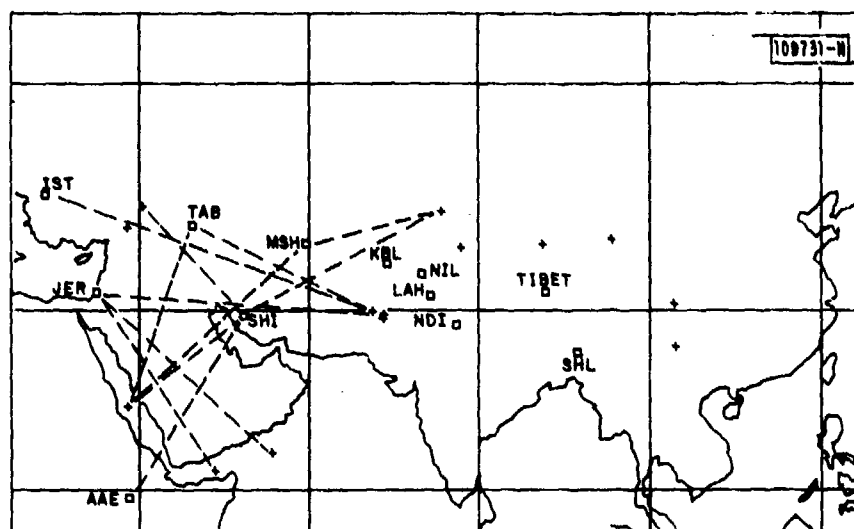 109731-N
IST
TAB
MSH
KBL
NIL
JER
LAH
TIBET
SHI
NDI
SHL
AAE